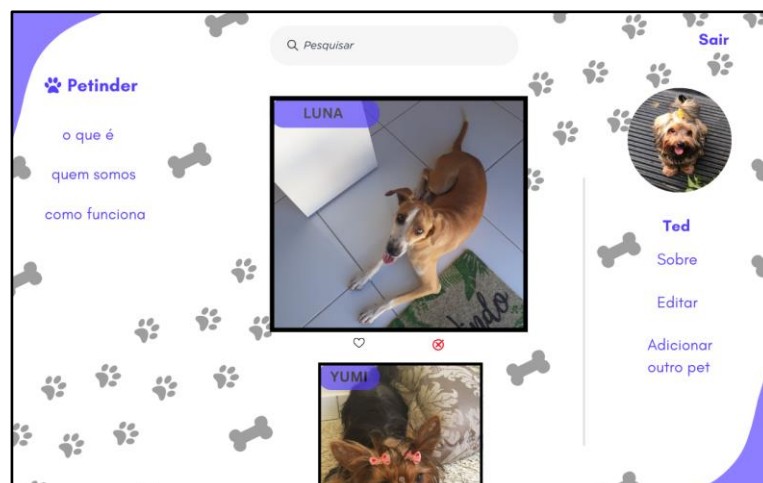 Pesquisar
Sair
Petinder
o que é
quem somos
como funciona
LUNA
Ted
Sobre
Editar
Adicionar
outro pet
YUMI